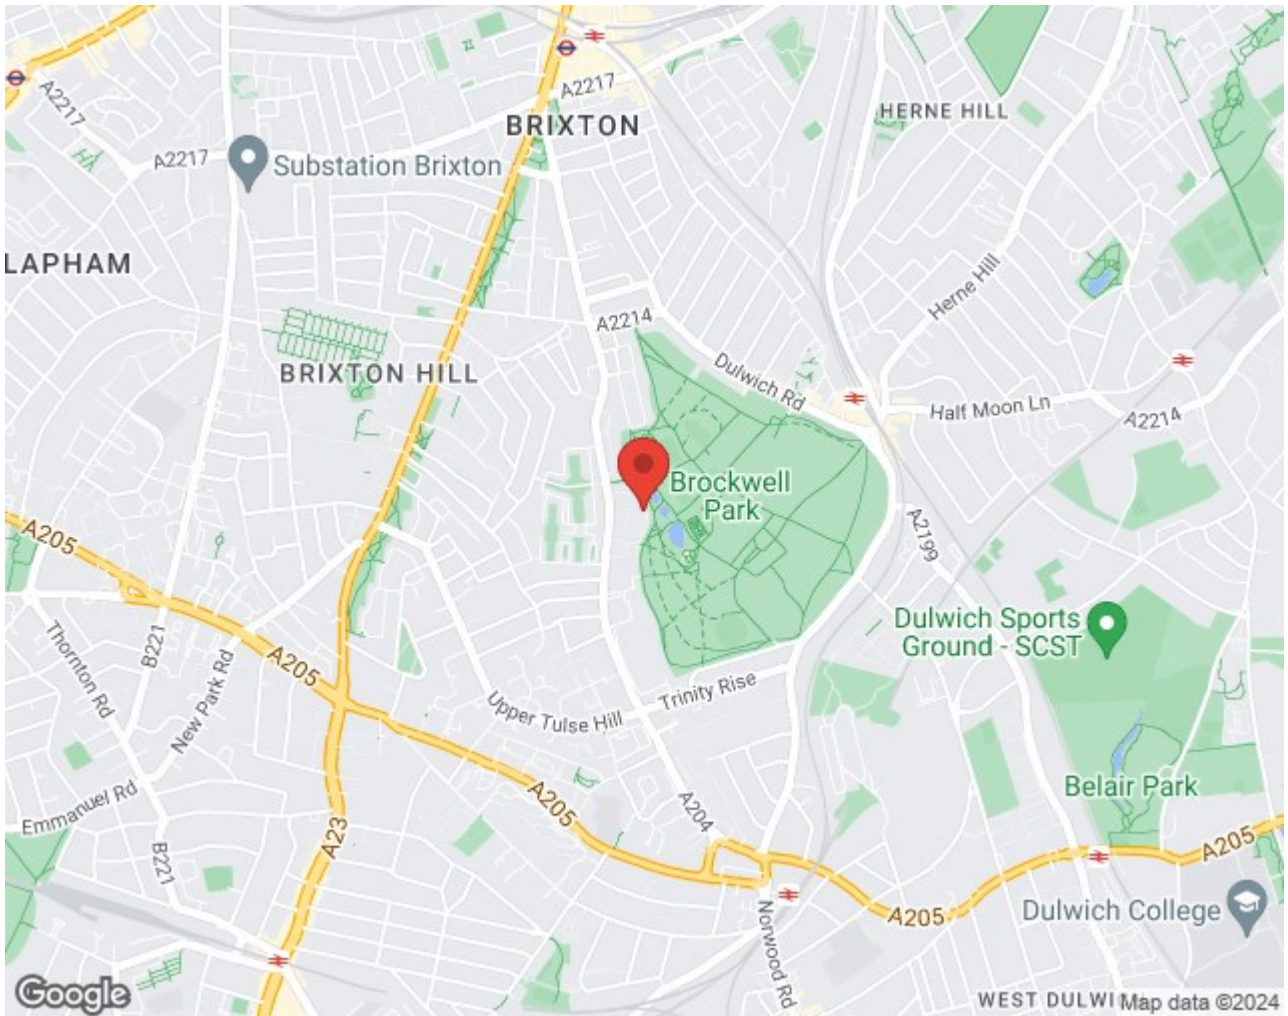 A2217
A2217
BRIXTON
HERNE HILL
A2217
Substation Brixton
LAPHAM
Herne Hill
A2214
BRIXTON HILL
Dulwich Rd
Half Moon Ln
A2214
Brockwell
Park
A205
A2199
Dulwich Sports
Ground - SCST
Thornton Rd
B221
New Park Rd
A205
Upper Tulse Hill
Trinity Rise
Belair Park
Emmanuel Rd
A205
A204
A23
B221
A205
A205
Dulwich College
Norwood Rd
Google
WEST DULWI
Map data ©2024